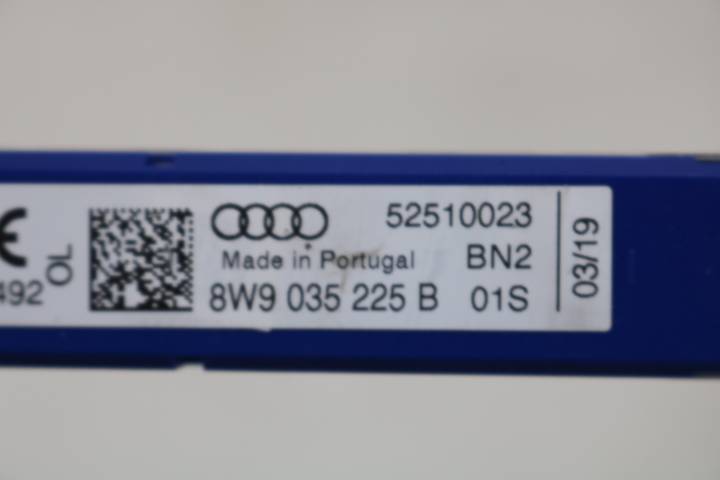 52510023
Made in Portugal BN2
8W9 035 225 B 01S
03/19
OL
492